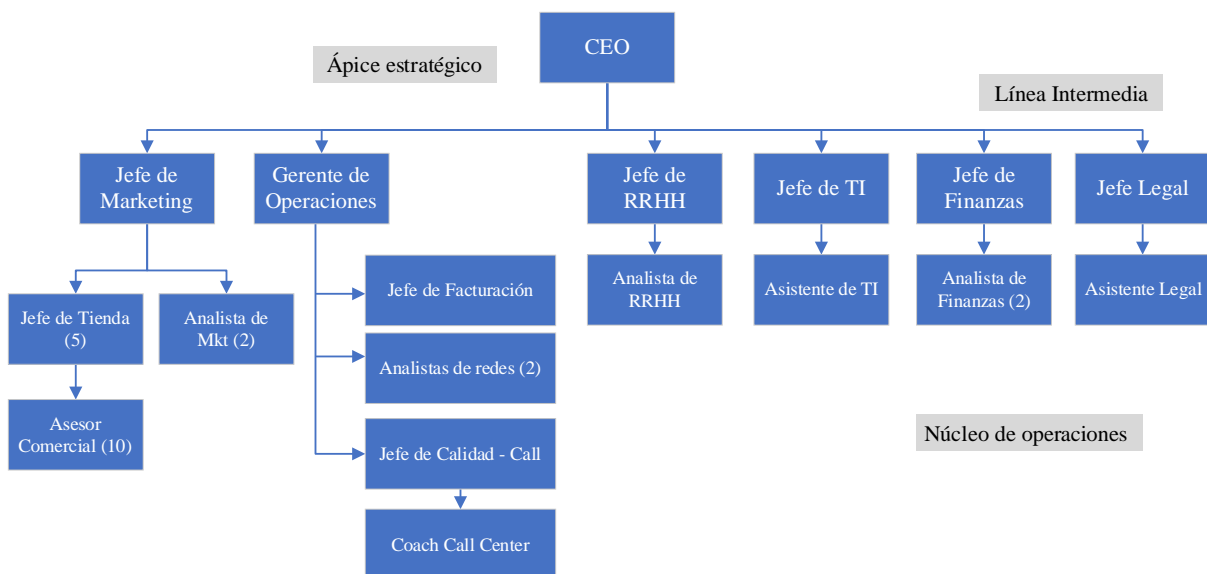 CEO
Ápice estratégico
Línea Intermedia
Jefe de
Marketing
Gerente de
Operaciones
Jefe de
RRHH
Jefe de TI
Jefe de
Finanzas
Jefe Legal
Jefe de Facturación
Analista de
RRHH
Asistente de TI
Analista de
Finanzas (2)
Asistente Legal
Jefe de Tienda
(5)
Analista de
Mkt (2)
Analistas de redes (2)
Asesor
Comercial (10)
Jefe de Calidad - Call
Núcleo de operaciones
Coach Call Center